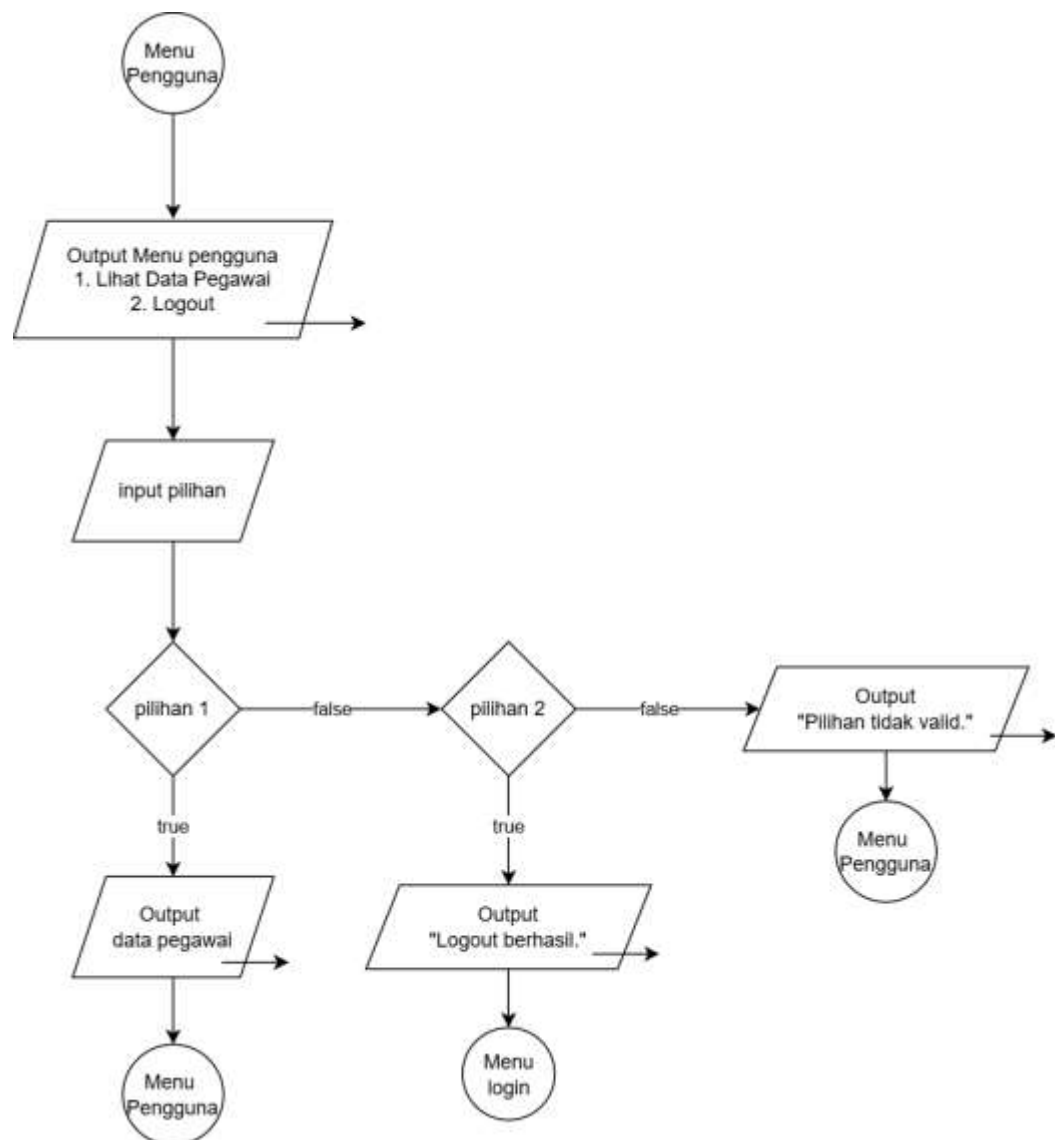 Menu
Pengguna
Output Menu pengguna
1. Lihat Data Pegawai
2. Logout
input pilihan
pilihan 1
false
pilihan 2
false
Output
"Pilihan tidak valid."
true
true
Menu
Pengguna
Output
data pegawai
Output
"Logout berhasil."
Menu
Pengguna
Menu
login